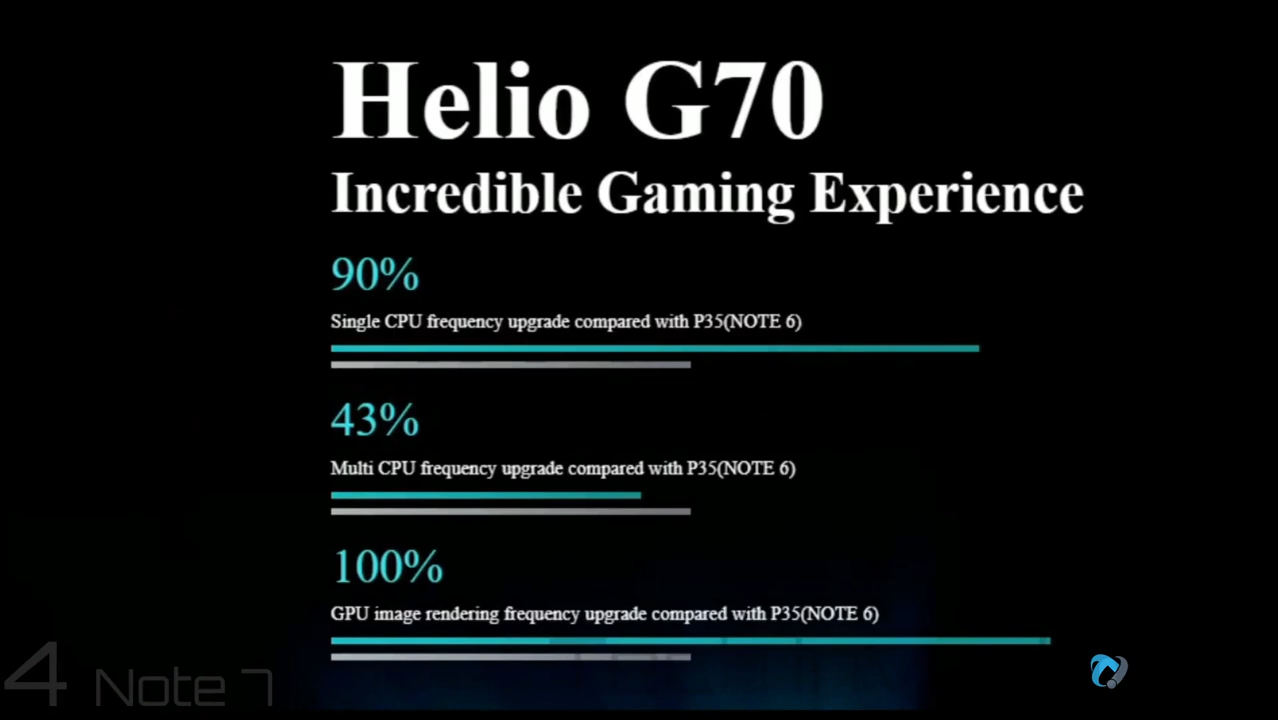 Helio G70
Incredible Gaming Experience
90%
Single CPU frequency upgrade compared with P35(NOTE 6)
43%
Multi CPU frequency upgrade compared with P35(NOTE 6)
100%
GPU image rendering frequency upgrade compared with P35(NOTE 6)
4 Note 7